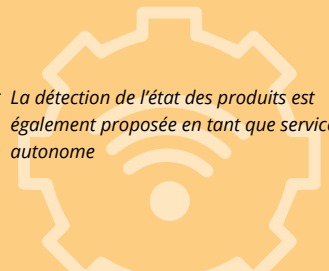 La détection de l'état des produits est
également proposée en tant que service
autonome